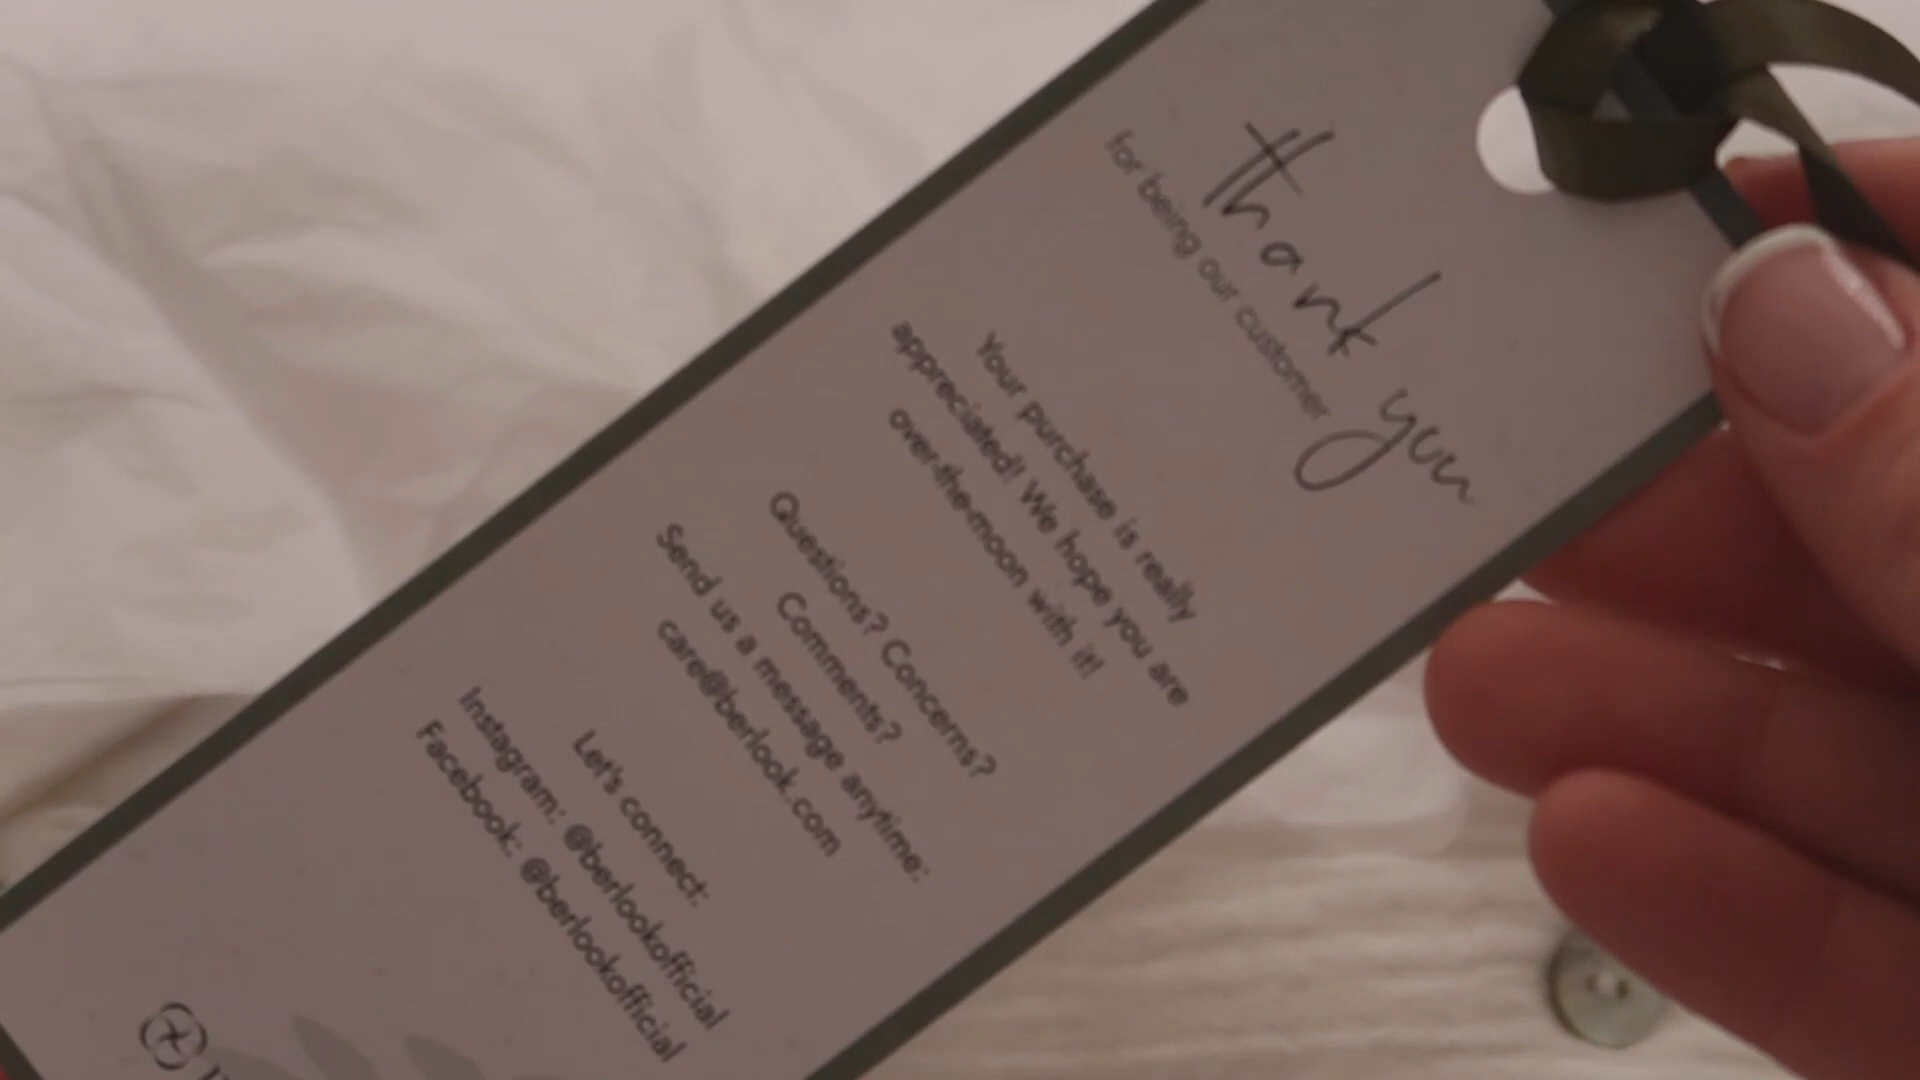 thank you
for being our customer
Your purchase is really
appreciated! We hope you are
over-the-moon with it!
Questions? Concerns?
Comments?
Send us a message anytime:
care@berlook.com
Let's connect:
Instagram: @berlookofficial
Facebook: @berlookofficial